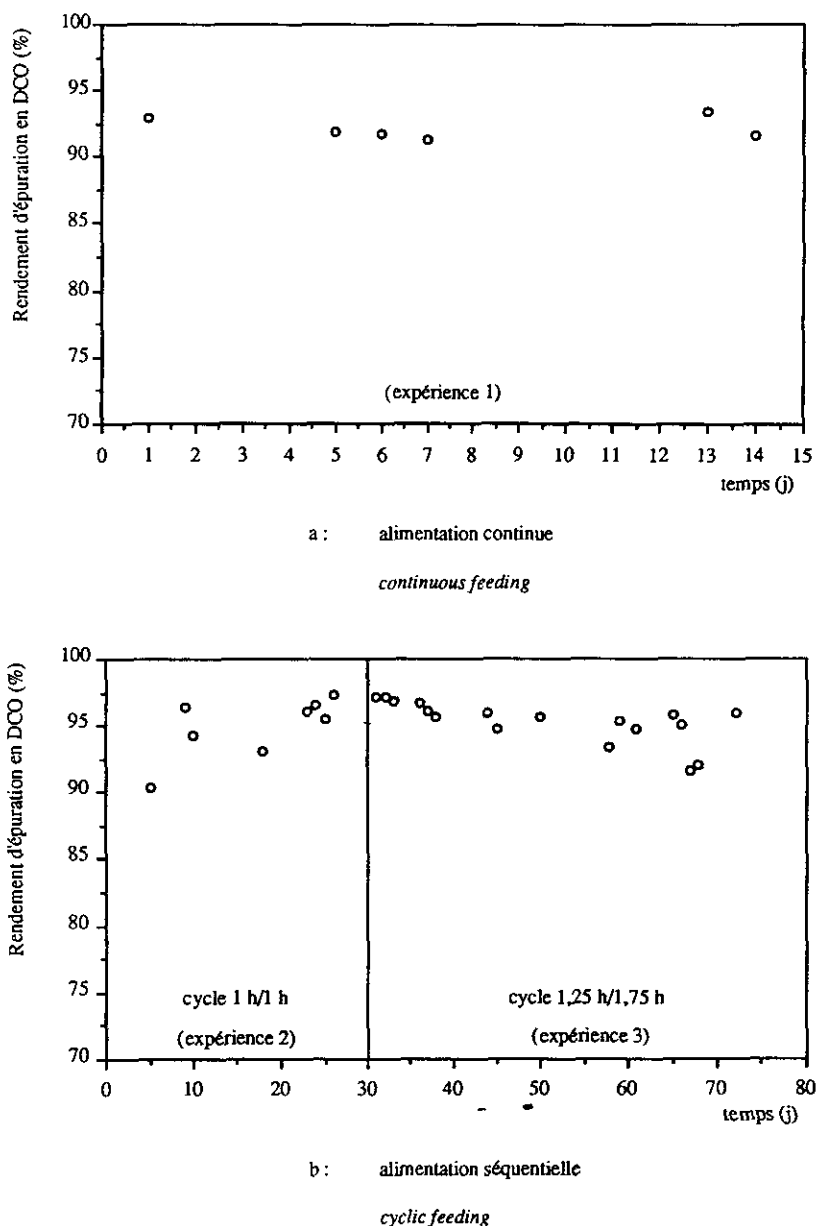 Rendement d'épuration en DCO (%)
100
95
90
85
80
75
70
(expérience 1)
0 1 2 3 4 5 6 7 8 9 10 11 12 13 14 15
temps (j)
a : alimentation continue
continuous feeding
Rendement d'épuration en DCO (%)
100
95
90
85
80
75
70
cycle 1 h/1 h
(expérience 2)
cycle 1,25 h/1,75 h
(expérience 3)
0 10 20 30 40 50 60 70 80
temps (j)
b : alimentation séquentielle
cyclic feeding